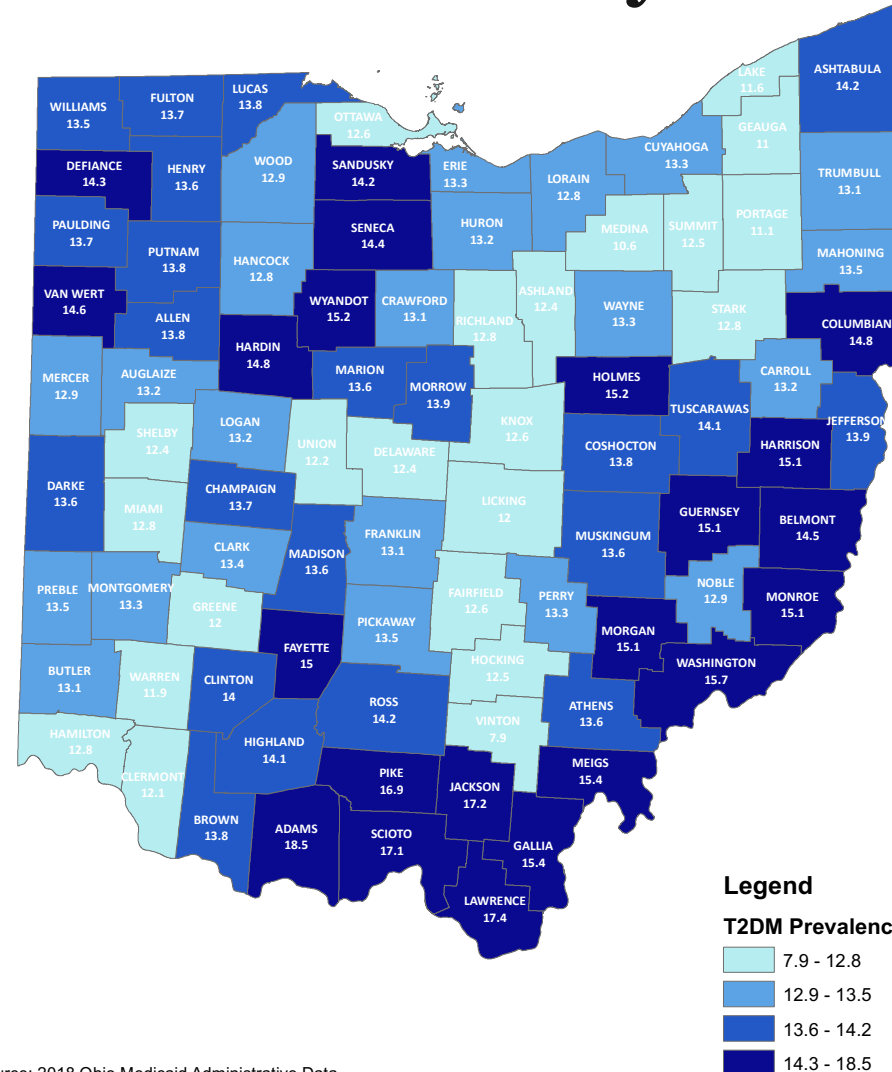 LAKE
11.6
ASHTABULA
14.2
WILLIAMS
13.5
FULTON
13.7
LUCAS
13.8
OTTAWA
12.6
GEAUGA
11
DEFIANCE
14.3
HENRY
13.6
WOOD
12.9
SANDUSKY
14.2
ERIE
13.3
LORAIN
12.8
CUYAHOGA
13.3
TRUMBULL
13.1
PAULDING
13.7
PUTNAM
13.8
HANCOCK
12.8
SENECA
14.4
HURON
13.2
MEDINA
10.6
SUMMIT
12.5
PORTAGE
11.1
MAHONING
13.5
VAN WERT
14.6
ALLEN
13.8
HARDIN
14.8
WYANDOT
15.2
CRAWFORD
13.1
RICHLAND
12.8
ASHLAND
12.4
WAYNE
13.3
STARK
12.8
COLUMBIAN
14.8
MERCER
12.9
AUGLAIZE
13.2
MARION
13.6
MORROW
13.9
HOLMES
15.2
TUSCARAWAS
14.1
CARROLL
13.2
JEFFERSON
13.9
SHELBY
12.4
LOGAN
13.2
UNION
12.2
DELAWARE
12.4
KNOX
12.6
COSHOCTON
13.8
HARRISON
15.1
DARKE
13.6
MIAMI
12.8
CHAMPAIGN
13.7
LICKING
12
GUERNSEY
15.1
BELMONT
14.5
CLARK
13.4
MADISON
13.6
FRANKLIN
13.1
MUSKINGUM
13.6
PREBLE
13.5
MONTGOMERY
13.3
GREENE
12
FAIRFIELD
12.6
PERRY
13.3
NOBLE
12.9
MONROE
15.1
FAYETTE
15
PICKAWAY
13.5
MORGAN
15.1
BUTLER
13.1
WARREN
11.9
CLINTON
14
HOCKING
12.5
WASHINGTON
15.7
ROSS
14.2
ATHENS
13.6
HAMILTON
12.8
HIGHLAND
14.1
VINTON
7.9
CLERMONT
12.1
PIKE
16.9
JACKSON
17.2
MEIGS
15.4
BROWN
13.8
ADAMS
18.5
SCIOTO
17.1
GALLIA
15.4
LAWRENCE
17.4
Legend
T2DM Prevalenc
7.9 - 12.8
12.9 - 13.5
13.6 - 14.2
14.3 - 18.5
urce: 2018 Ohio Medicaid Administrative Data